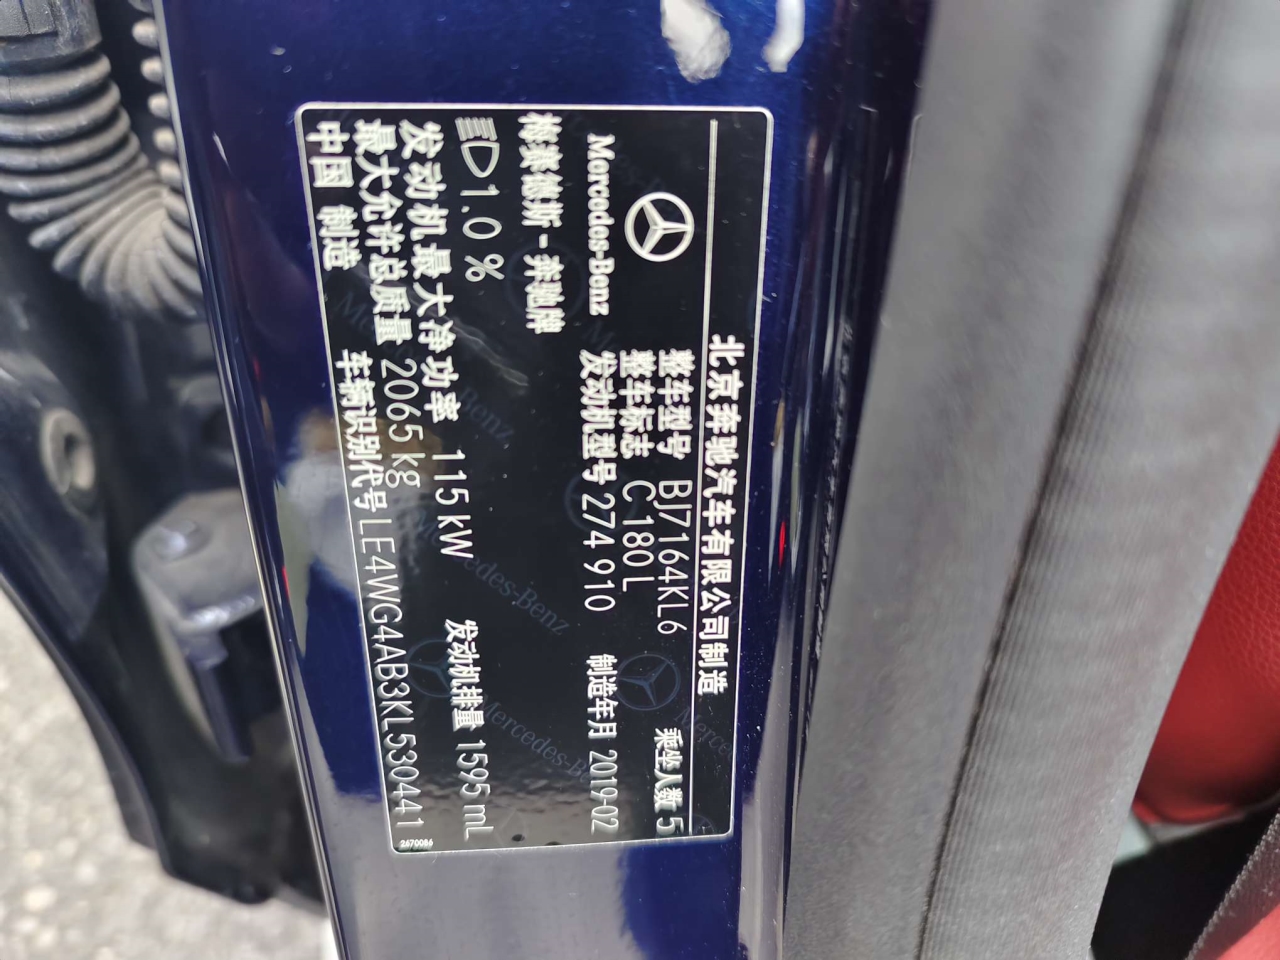 北京奔驰汽车有限公司制造
Mercedes-Benz
整车型号 BJ7164KL6 乘坐人数 5
整车标志 C 180 L
发动机型号 274 910 制造年月 2019-02
梅赛德斯-奔驰牌
1.0 %
发动机最大净功率 115 kW 发动机排量 1595 mL
最大允许总质量 2065 kg
中国 制造 车辆识别代号 LE4WG4AB3KL530441
2670086